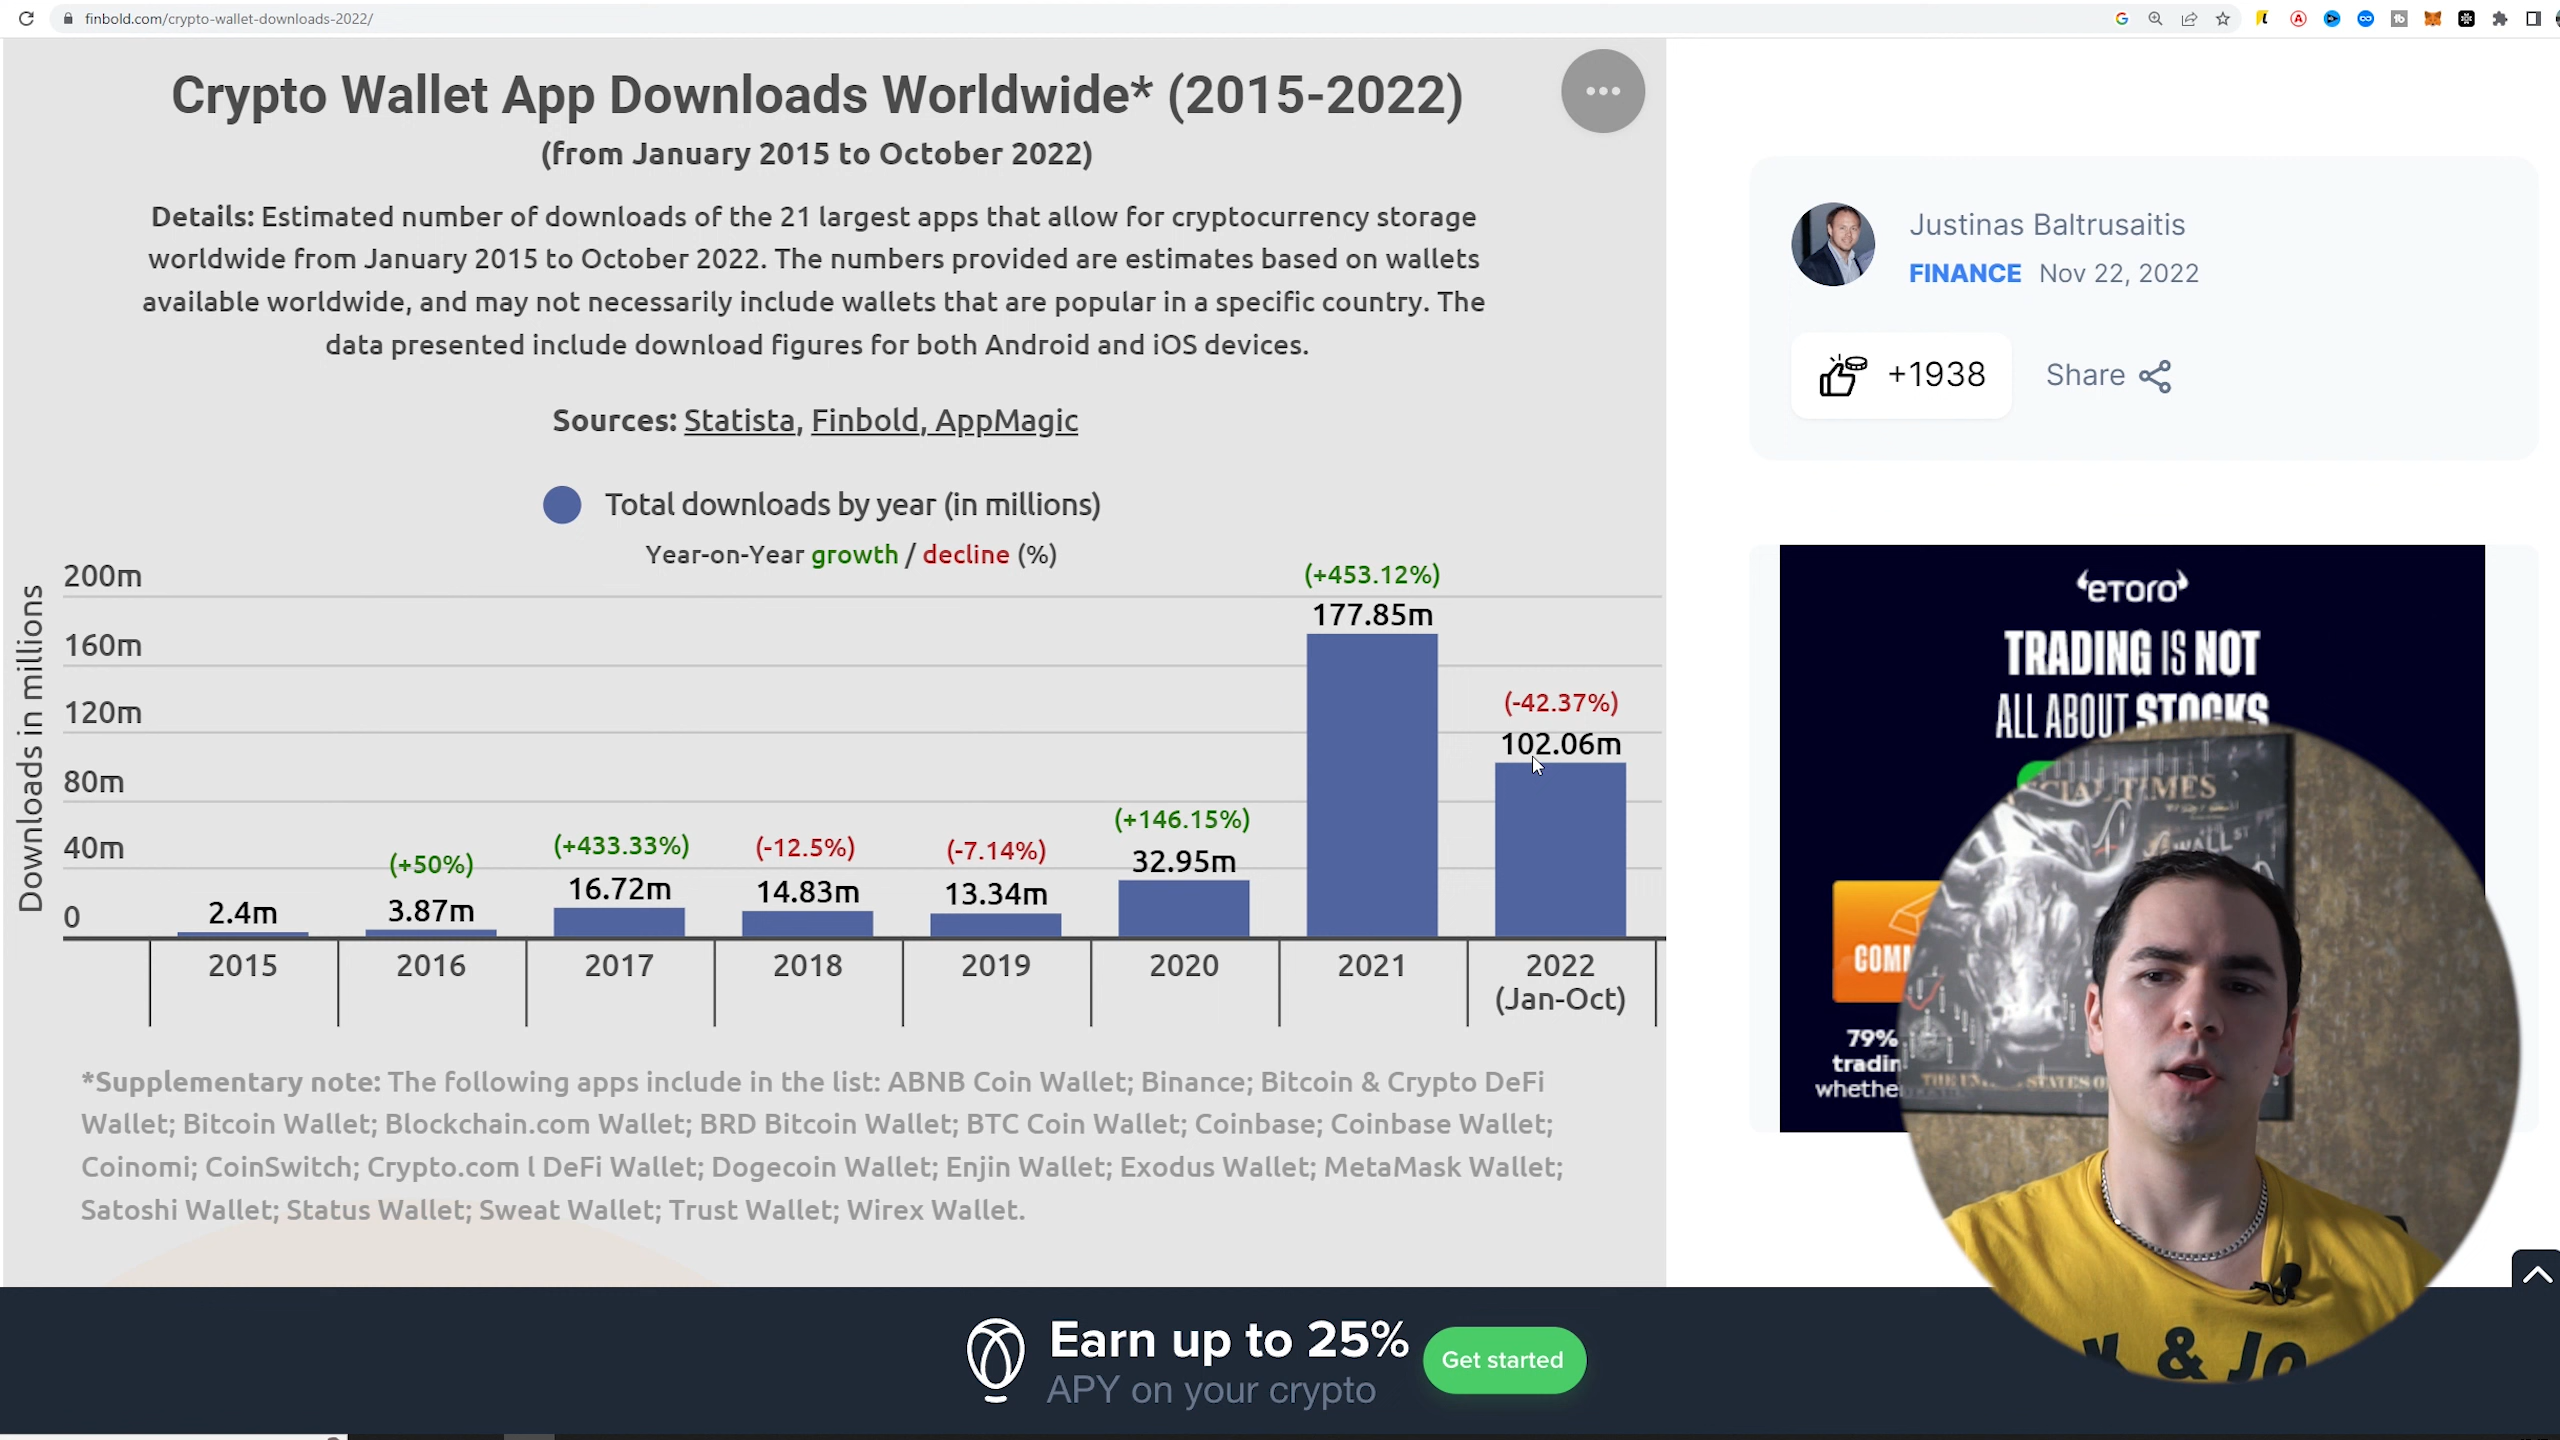 finbold.com/crypto-wallet-downloads-2022/
Crypto Wallet App Downloads Worldwide* (2015-2022)
(from January 2015 to October 2022)
Details: Estimated number of downloads of the 21 largest apps that allow for cryptocurrency storage
worldwide from January 2015 to October 2022. The numbers provided are estimates based on wallets
available worldwide, and may not necessarily include wallets that are popular in a specific country. The
data presented include download figures for both Android and iOS devices.
Sources: Statista, Finbold, AppMagic
Total downloads by year (in millions)
Year-on-Year growth / decline (%)
Downloads in millions
200m
160m
120m
80m
40m
0
2.4m
(+50%)
3.87m
(+433.33%)
16.72m
(-12.5%)
14.83m
(-7.14%)
13.34m
(+146.15%)
32.95m
(+453.12%)
177.85m
(-42.37%)
102.06m
2015
2016
2017
2018
2019
2020
2021
2022
(Jan-Oct)
*Supplementary note: The following apps include in the list: ABNB Coin Wallet; Binance; Bitcoin & Crypto DeFi
Wallet; Bitcoin Wallet; Blockchain.com Wallet; BRD Bitcoin Wallet; BTC Coin Wallet; Coinbase; Coinbase Wallet;
Coinomi; CoinSwitch; Crypto.com l DeFi Wallet; Dogecoin Wallet; Enjin Wallet; Exodus Wallet; MetaMask Wallet;
Satoshi Wallet; Status Wallet; Sweat Wallet; Trust Wallet; Wirex Wallet.
Justinas Baltrusaitis
FINANCE Nov 22, 2022
+1938
Share
eToro
TRADING IS NOT
ALL ABOUT STOCKS
79%
Earn up to 25%
APY on your crypto
Get started